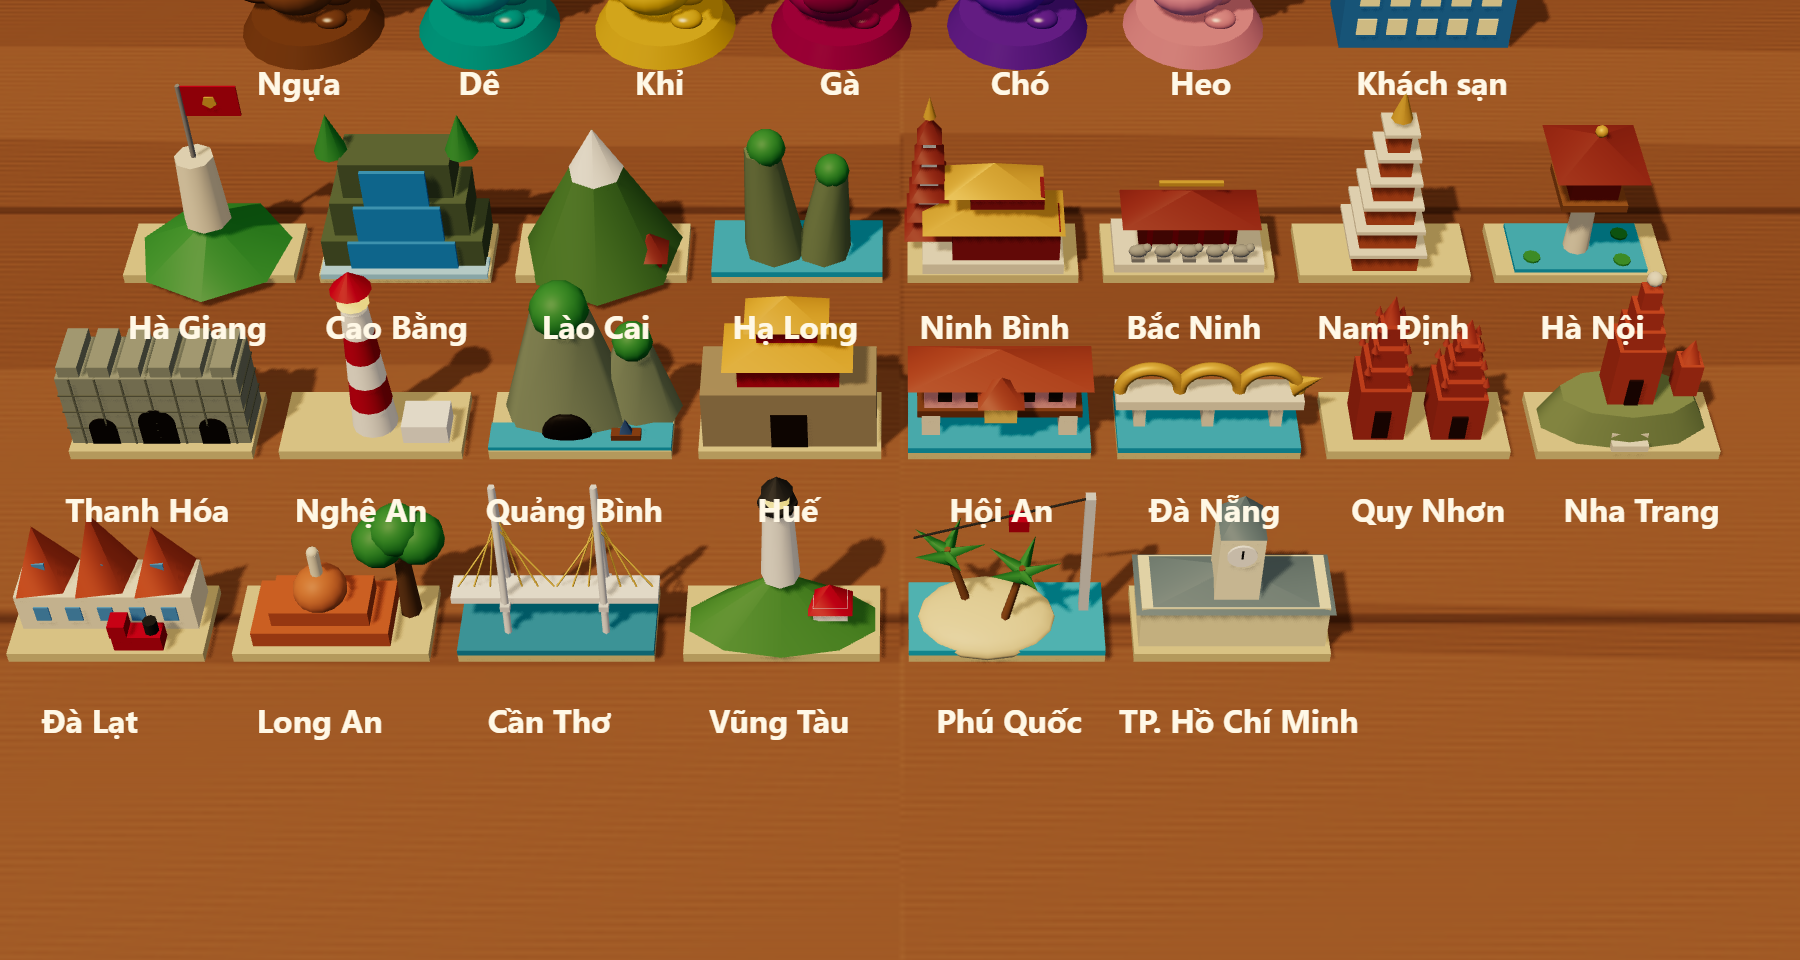 Ngựa Dê Khỉ Gà Chó Heo Khách sạn
Hà Giang Cao Bằng Lào Cai Hạ Long Ninh Bình Bắc Ninh Nam Định Hà Nội
Thanh Hóa Nghệ An Quảng Bình Huế Hội An Đà Nẵng Quy Nhơn Nha Trang
Đà Lạt Long An Cần Thơ Vũng Tàu Phú Quốc TP. Hồ Chí Minh